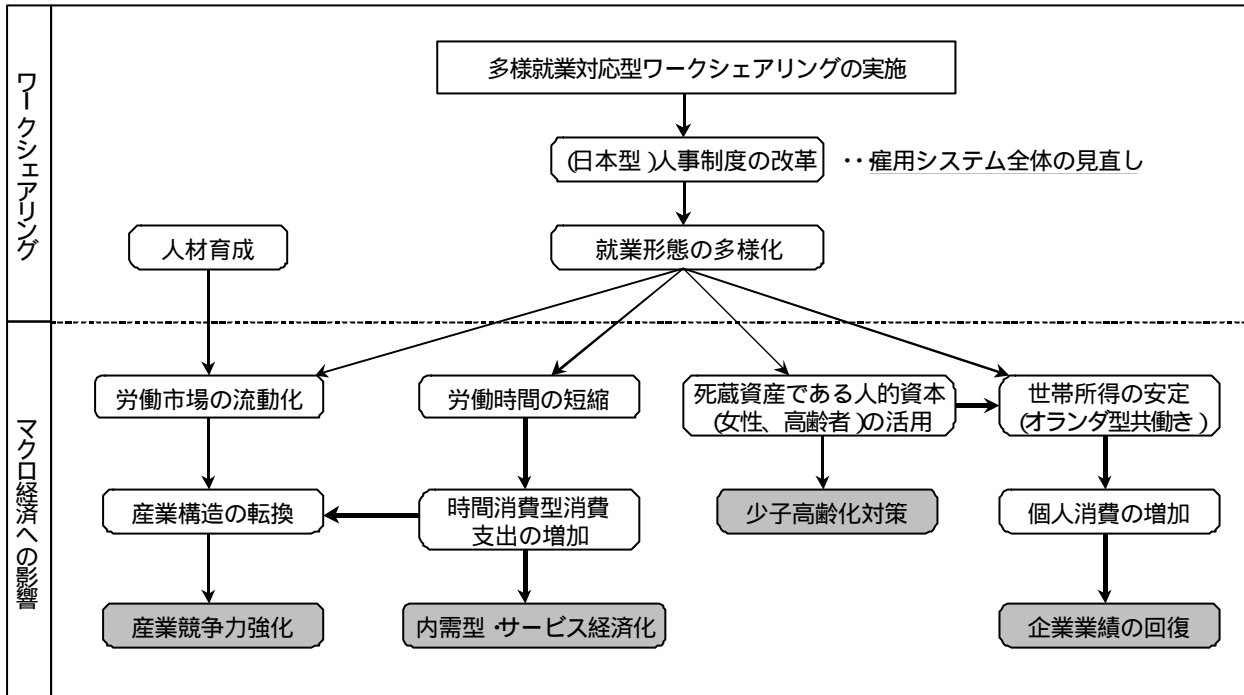 ワークシェアリング
多様就業対応型ワークシェアリングの実施
(日本型)人事制度の改革
・・・雇用システム全体の見直し
人材育成
就業形態の多様化
マクロ経済への影響
労働市場の流動化
労働時間の短縮
死蔵資産である人的資本
(女性、高齢者)の活用
世帯所得の安定
(オランダ型共働き)
産業構造の転換
時間消費型消費
支出の増加
少子高齢化対策
個人消費の増加
産業競争力強化
内需型・サービス経済化
企業業績の回復